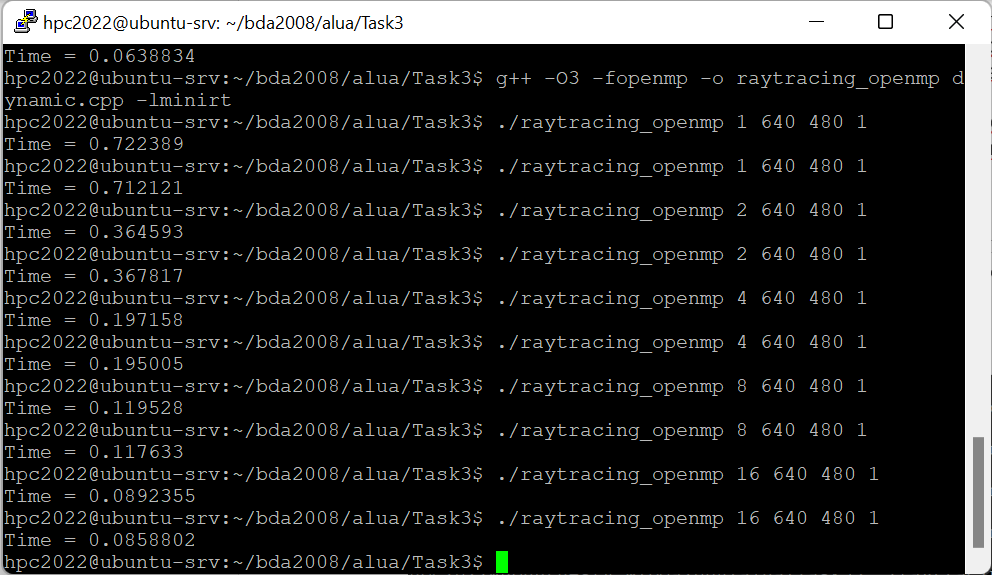 hpc2022@ubuntu-srv: ~/bda2008/alua/Task3
Time = 0.0638834
hpc2022@ubuntu-srv:~/bda2008/alua/Task3$ g++ -O3 -fopenmp -o raytracing_openmp d
ynamic.cpp -lminirt
hpc2022@ubuntu-srv:~/bda2008/alua/Task3$ ./raytracing_openmp 1 640 480 1
Time = 0.722389
hpc2022@ubuntu-srv:~/bda2008/alua/Task3$ ./raytracing_openmp 1 640 480 1
Time = 0.712121
hpc2022@ubuntu-srv:~/bda2008/alua/Task3$ ./raytracing_openmp 2 640 480 1
Time = 0.364593
hpc2022@ubuntu-srv:~/bda2008/alua/Task3$ ./raytracing_openmp 2 640 480 1
Time = 0.367817
hpc2022@ubuntu-srv:~/bda2008/alua/Task3$ ./raytracing_openmp 4 640 480 1
Time = 0.197158
hpc2022@ubuntu-srv:~/bda2008/alua/Task3$ ./raytracing_openmp 4 640 480 1
Time = 0.195005
hpc2022@ubuntu-srv:~/bda2008/alua/Task3$ ./raytracing_openmp 8 640 480 1
Time = 0.119528
hpc2022@ubuntu-srv:~/bda2008/alua/Task3$ ./raytracing_openmp 8 640 480 1
Time = 0.117633
hpc2022@ubuntu-srv:~/bda2008/alua/Task3$ ./raytracing_openmp 16 640 480 1
Time = 0.0892355
hpc2022@ubuntu-srv:~/bda2008/alua/Task3$ ./raytracing_openmp 16 640 480 1
Time = 0.0858802
hpc2022@ubuntu-srv:~/bda2008/alua/Task3$